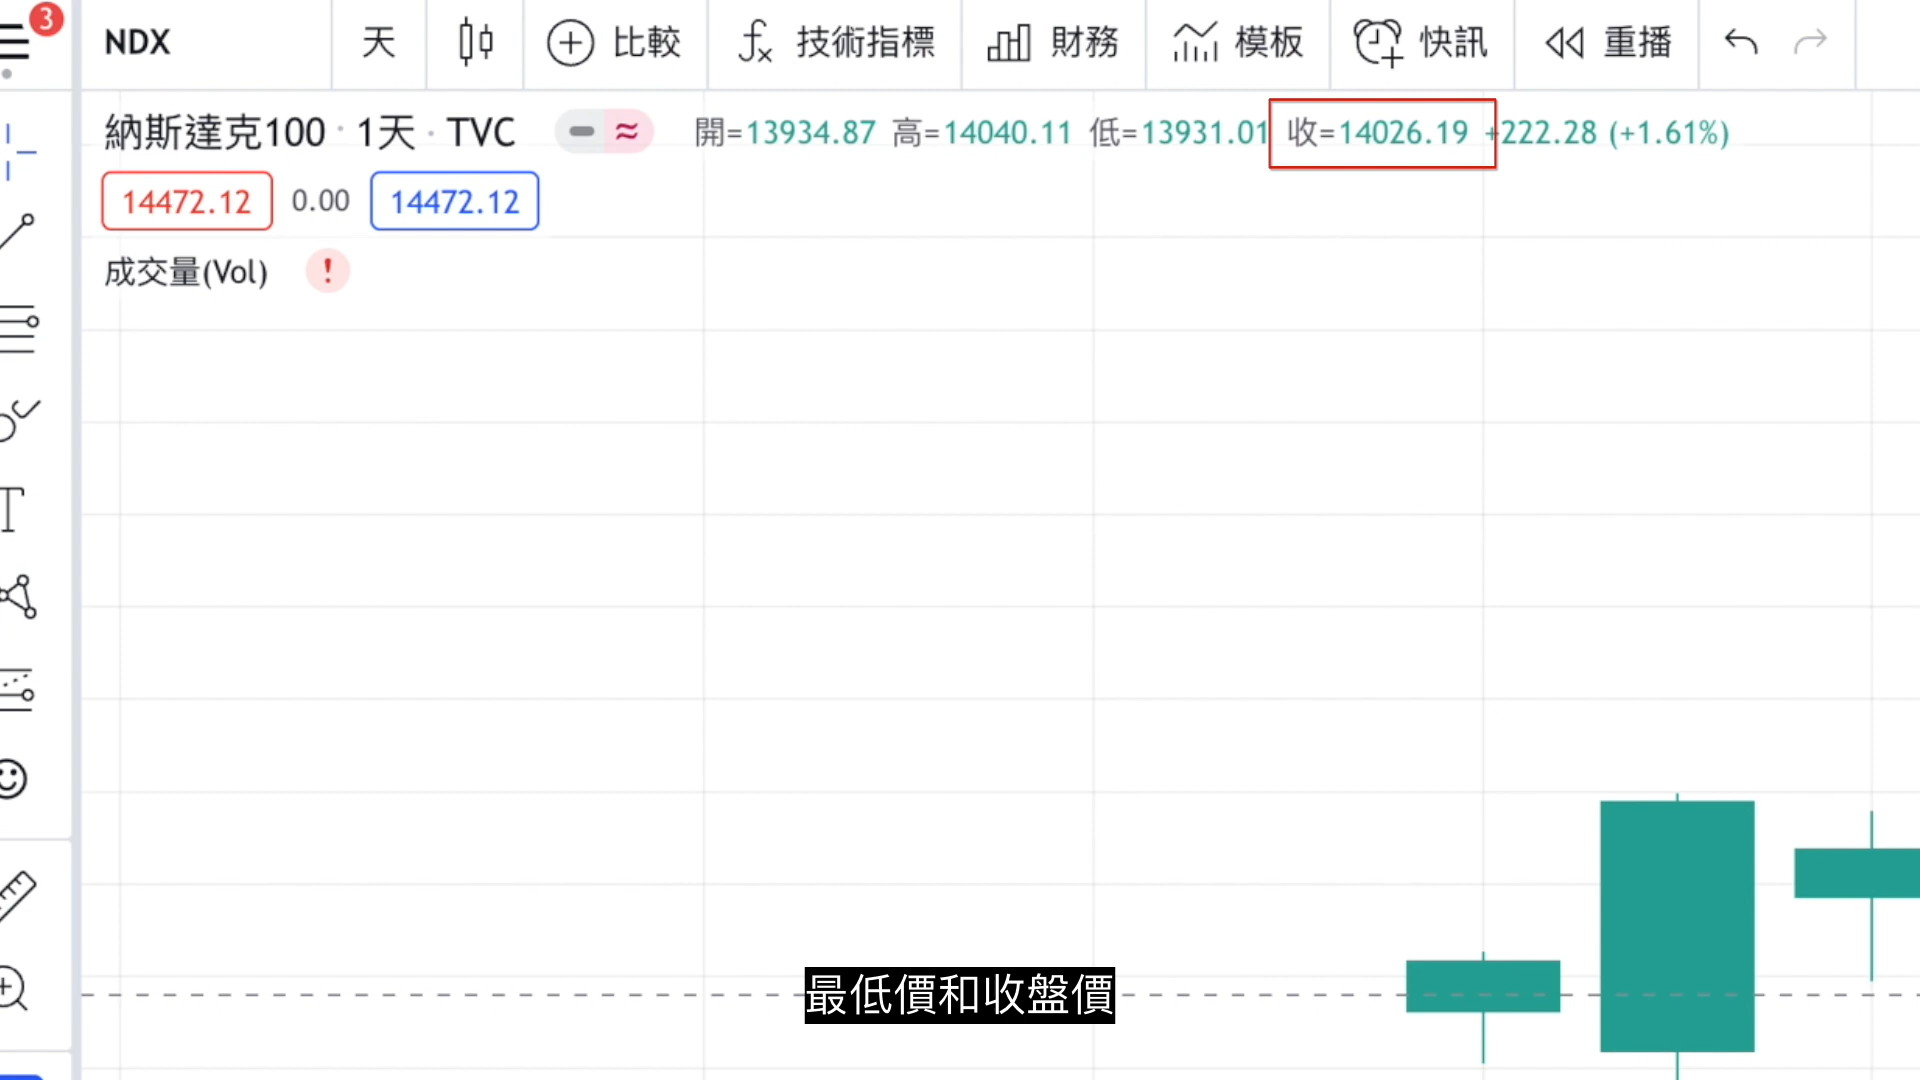 3
NDX 天 比較 技術指標 財務 模板 快訊 重播
納斯達克100 · 1天 · TVC 開=13934.87 高=14040.11 低=13931.01 收=14026.19 +222.28 (+1.61%)
14472.12 0.00 14472.12
成交量(Vol) !
最低價和收盤價